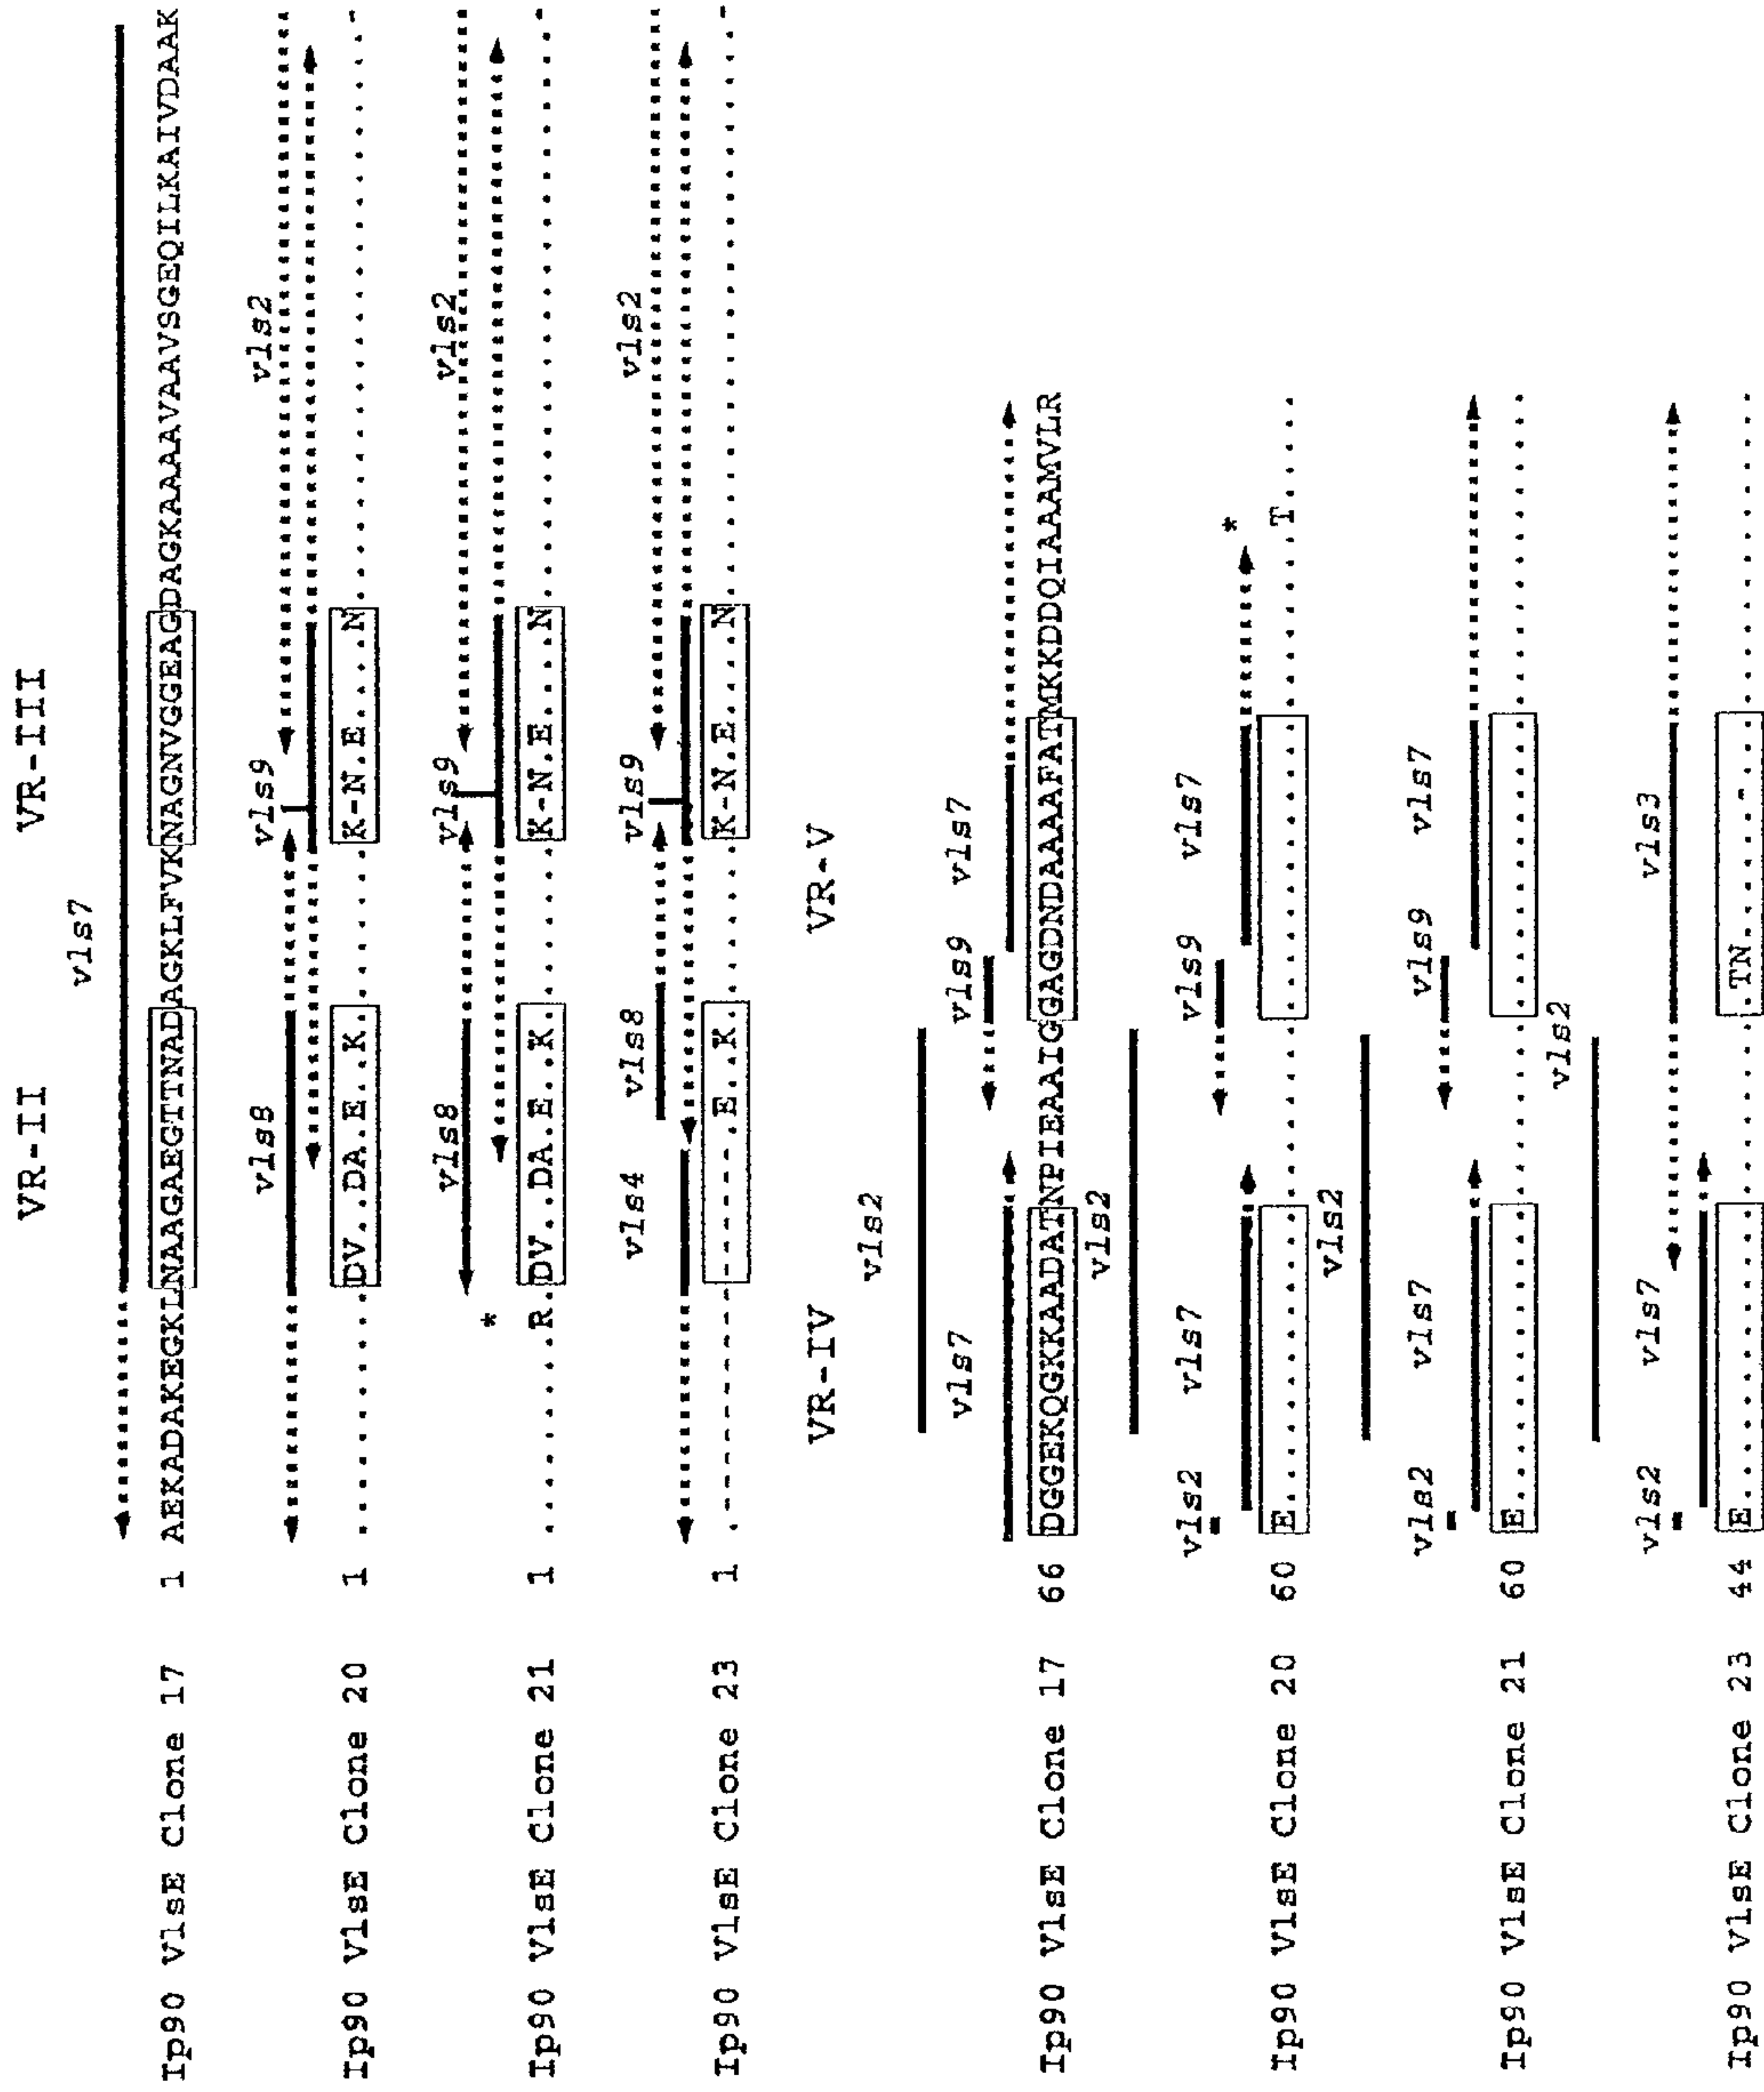 VR-II VR-III
vls7
Ip90 VlsE Clone 17 1 AEKADAKEGKLNAAGAEGTTNADAGKLFVKNAGNVGGEAGDAGKAAAAVAAVSGEQILKAIVDAAK
vls8 vls9 vls2
Ip90 VlsE Clone 20 1 ...........DV..DA.E..K........K-N.E....N..........................
* vls8 vls9 vls2
Ip90 VlsE Clone 21 1 .........R.DV..DA.E..K........K-N.E....N..........................
vls4 vls8 vls9 vls2
Ip90 VlsE Clone 23 1 .----------------.E..K........K-N.E....N..........................
VR-IV VR-V
vls2
vls7 vls9 vls7
Ip90 VlsE Clone 17 66 DGGEKQGKKAADATNPIEAAIGGAGDNDAAAAFATMKKDDQIAAAMVLR
vls2
vls2 vls7 vls9 vls7 *
Ip90 VlsE Clone 20 60 E..........................................T.....
vls2
vls2 vls7 vls9 vls7
Ip90 VlsE Clone 21 60 E................................................
vls2
vls2 vls7 vls3
Ip90 VlsE Clone 23 44 E......................TN........................